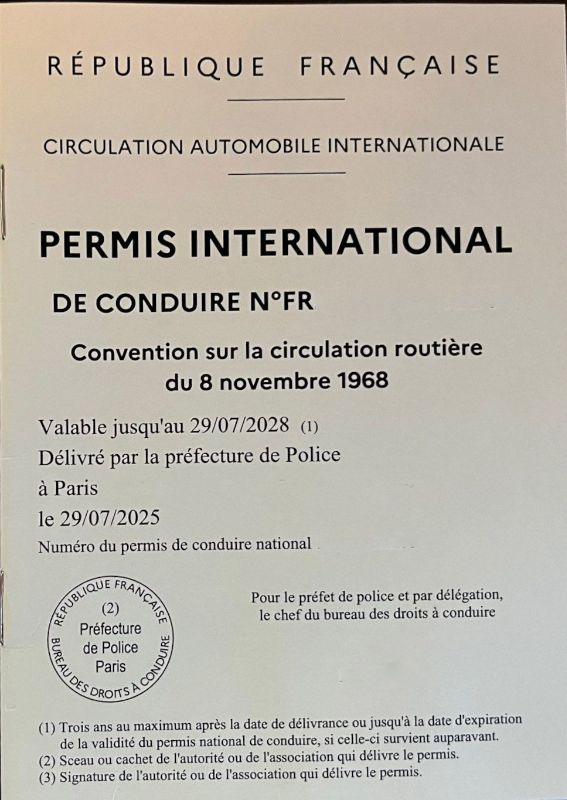 RÉPUBLIQUE FRANÇAISE
CIRCULATION AUTOMOBILE INTERNATIONALE
PERMIS INTERNATIONAL
DE CONDUIRE N°FR
Convention sur la circulation routière
du 8 novembre 1968
Valable jusqu'au 29/07/2028 (1)
Délivré par la préfecture de Police
à Paris
le 29/07/2025
Numéro du permis de conduire national
RÉPUBLIQUE FRANÇAISE
(2)
Préfecture
de Police
Paris
BUREAU DES DROITS À CONDUIRE
Pour le préfet de police et par délégation,
le chef du bureau des droits à conduire
(1) Trois ans au maximum après la date de délivrance ou jusqu'à la date d'expiration
de la validité du permis national de conduire, si celle-ci survient auparavant.
(2) Sceau ou cachet de l'autorité ou de l'association qui délivre le permis.
(3) Signature de l'autorité ou de l'association qui délivre le permis.